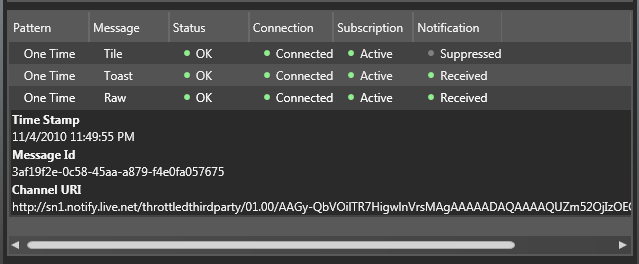 Pattern Message Status Connection Subscription Notification
One Time Tile OK Connected Active Suppressed
One Time Toast OK Connected Active Received
One Time Raw OK Connected Active Received
Time Stamp
11/4/2010 11:49:55 PM
Message Id
3af19f2e-0c58-45aa-a879-f4e0fa057675
Channel URI
http://sn1.notify.live.net/throttledthirdparty/01.00/AAGy-QbVOiITR7HigwlnVrsMAgAAAAADAQAAAAQUZm52OjIzOE